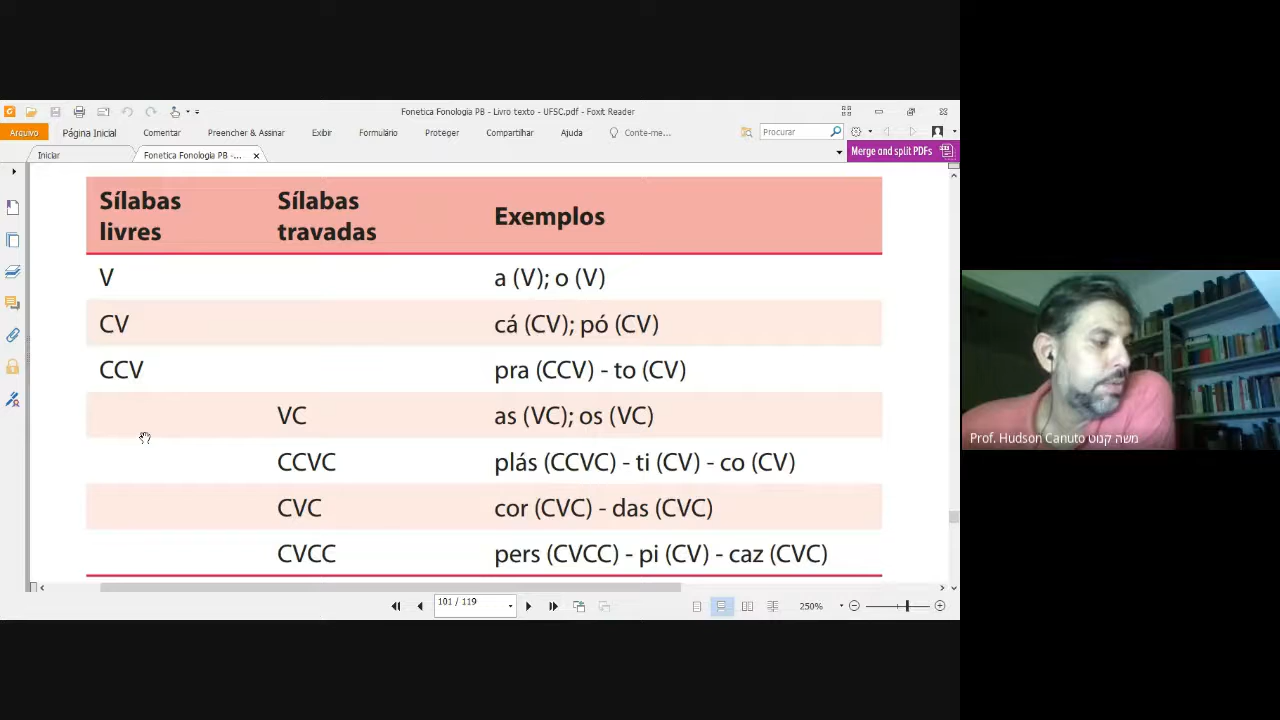 Fonetica Fonologia PB - Livro texto - UFSC.pdf - Foxit Reader
Arquivo Página Inicial Comentar Preencher & Assinar Exibir Formulário Proteger Compartilhar Ajuda Conte-me... Procurar
Iniciar Fonetica Fonologia PB -... Merge and split PDFs
Sílabas livres Sílabas travadas Exemplos
V a (V); o (V)
CV cá (CV); pó (CV)
CCV pra (CCV) - to (CV)
VC as (VC); os (VC)
CCVC plás (CCVC) - ti (CV) - co (CV)
CVC cor (CVC) - das (CVC)
CVCC pers (CVCC) - pi (CV) - caz (CVC)
101 / 119 250%
Prof. Hudson Canuto משה קנוט